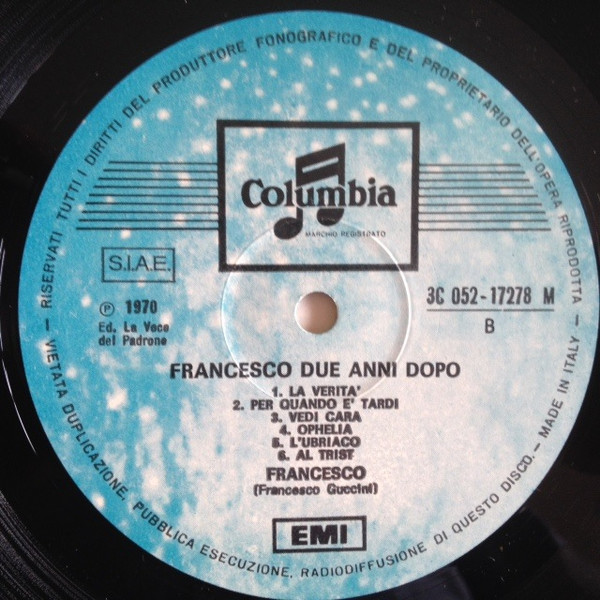 — RISERVATI TUTTI I DIRITTI DEL PRODUTTORE FONOGRAFICO E DEL PROPRIETARIO DELL'OPERA RIPRODOTTA —
Columbia
MARCHIO REGISTRATO
S.I.A.E.
℗ 1970
Ed. La Voce
del Padrone
3C 052-17278 M
B
FRANCESCO DUE ANNI DOPO
1. LA VERITA'
2. PER QUANDO E' TARDI
3. VEDI CARA
4. OPHELIA
5. L'UBRIACO
6. AL TRIST
FRANCESCO
(Francesco Guccini)
EMI
VIETATA DUPLICAZIONE, PUBBLICA ESECUZIONE, RADIODIFFUSIONE DI QUESTO DISCO. — MADE IN ITALY —